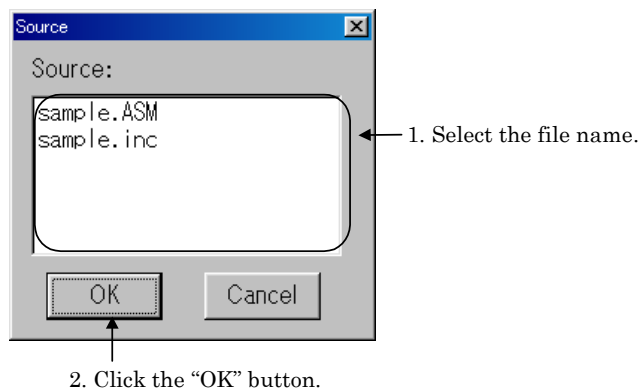 Source
Source:
sample.ASM
sample.inc
1. Select the file name.
OK
Cancel
2. Click the “OK” button.